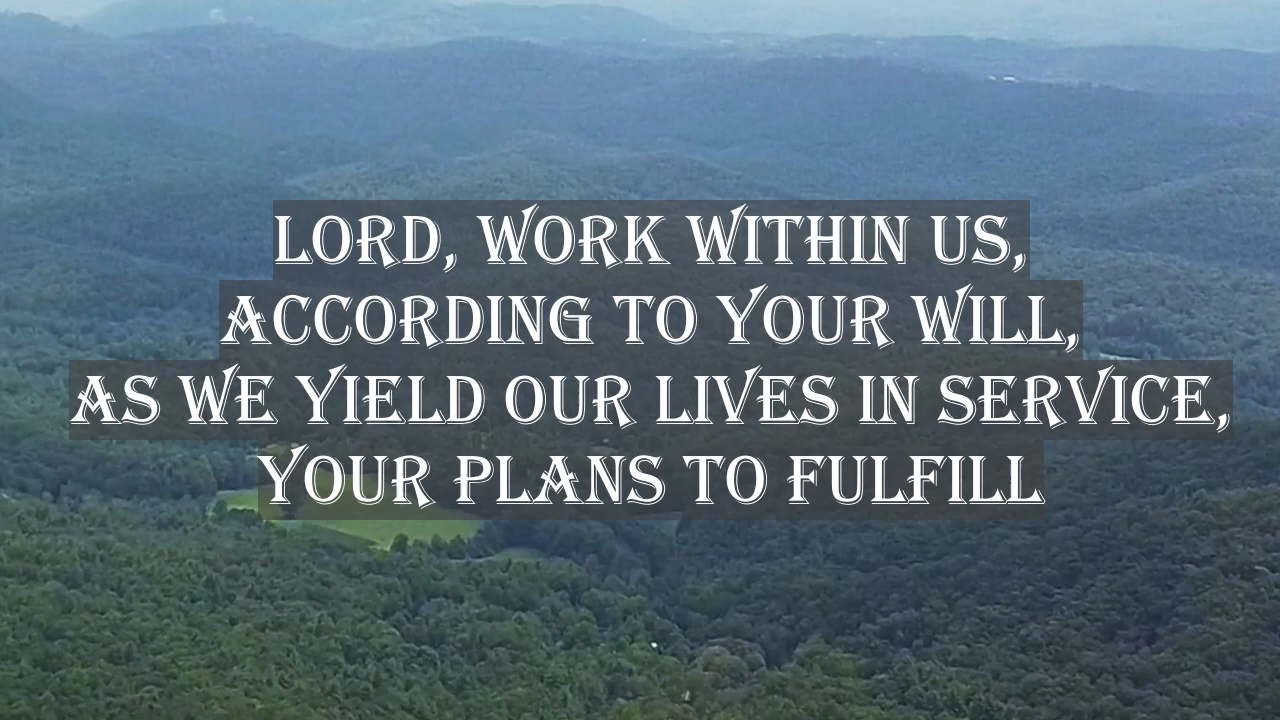 LORD, WORK WITHIN US,
ACCORDING TO YOUR WILL,
AS WE YIELD OUR LIVES IN SERVICE,
YOUR PLANS TO FULFILL